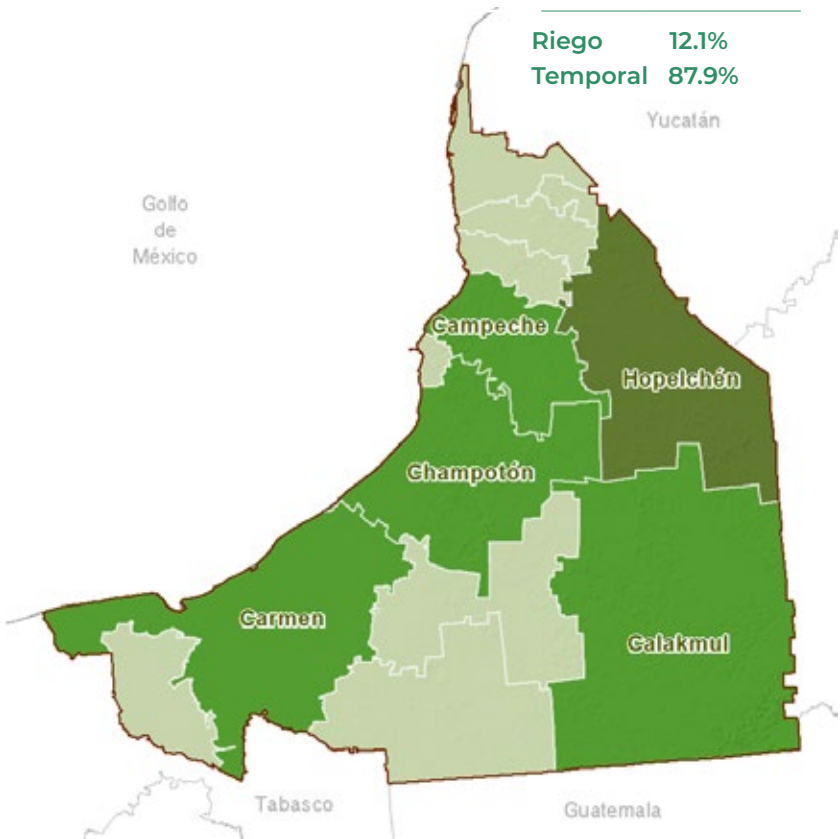 Riego 12.1%
Temporal 87.9%
Yucatán
Golfo
de
México
Campeche
Hopelchén
Champotón
Carmen
Calakmul
Tabasco
Guatemala